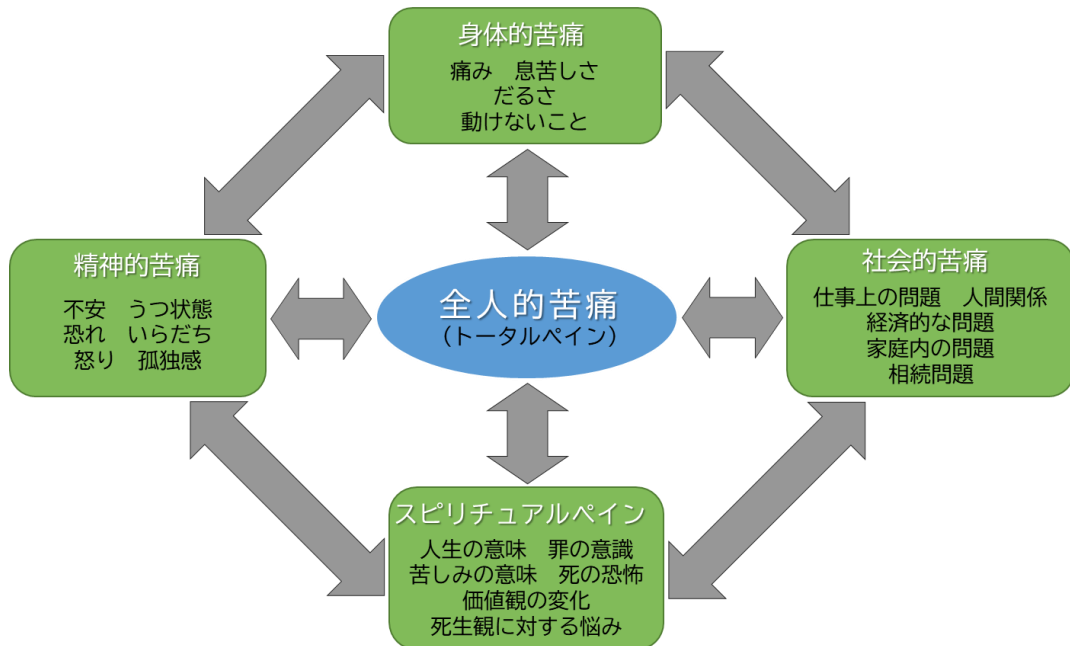 身体的苦痛
痛み　息苦しさ
だるさ
動けないこと
精神的苦痛
不安　うつ状態
恐れ　いらだち
怒り　孤独感
全人的苦痛
（トータルペイン）
社会的苦痛
仕事上の問題　人間関係
経済的な問題
家庭内の問題
相続問題
スピリチュアルペイン
人生の意味　罪の意識
苦しみの意味　死の恐怖
価値観の変化
死生観に対する悩み